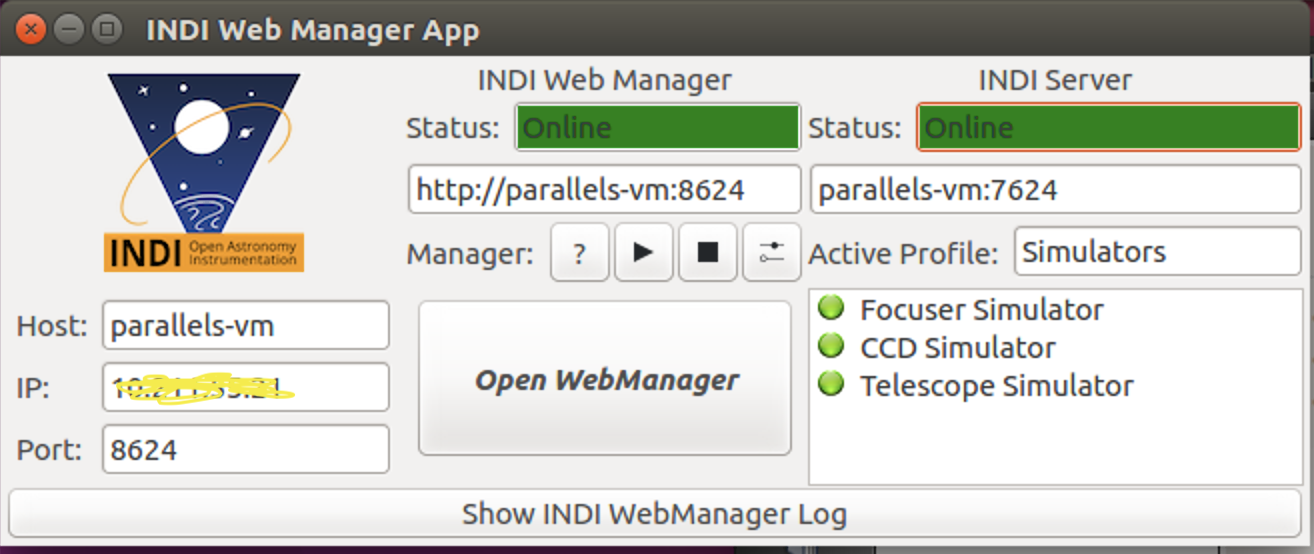 INDI Web Manager App
INDI Web Manager
INDI Server
Status: Online
Status: Online
http://parallels-vm:8624
parallels-vm:7624
Manager: ?
Active Profile: Simulators
INDI Open Astronomy
Instrumentation
Host: parallels-vm
IP:
Port: 8624
Open WebManager
Focuser Simulator
CCD Simulator
Telescope Simulator
Show INDI WebManager Log